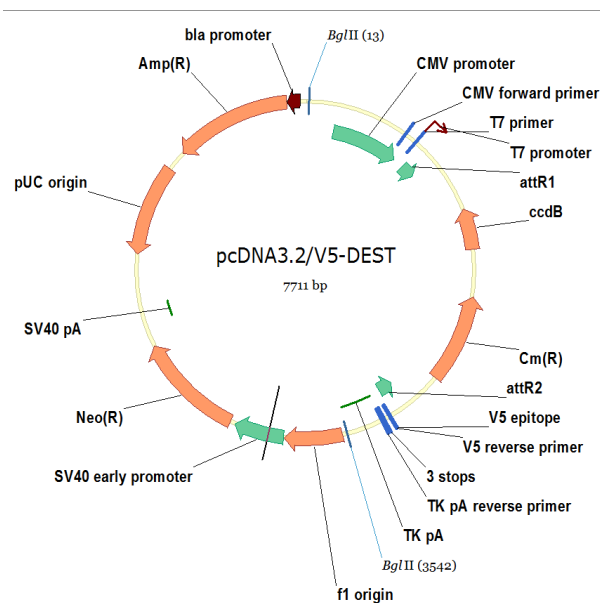 bla promoter
BglII (13)
Amp(R)
CMV promoter
CMV forward primer
T7 primer
T7 promoter
attR1
pUC origin
ccdB
pcDNA3.2/V5-DEST
7711 bp
SV40 pA
Cm(R)
attR2
Neo(R)
V5 epitope
V5 reverse primer
SV40 early promoter
3 stops
TK pA reverse primer
TK pA
BglII (3542)
f1 origin